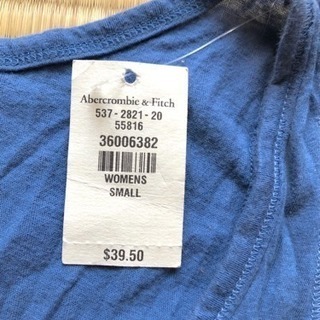 Abercrombie & Fitch
537-2821-20
55816
36006382
WOMENS
SMALL
$39.50